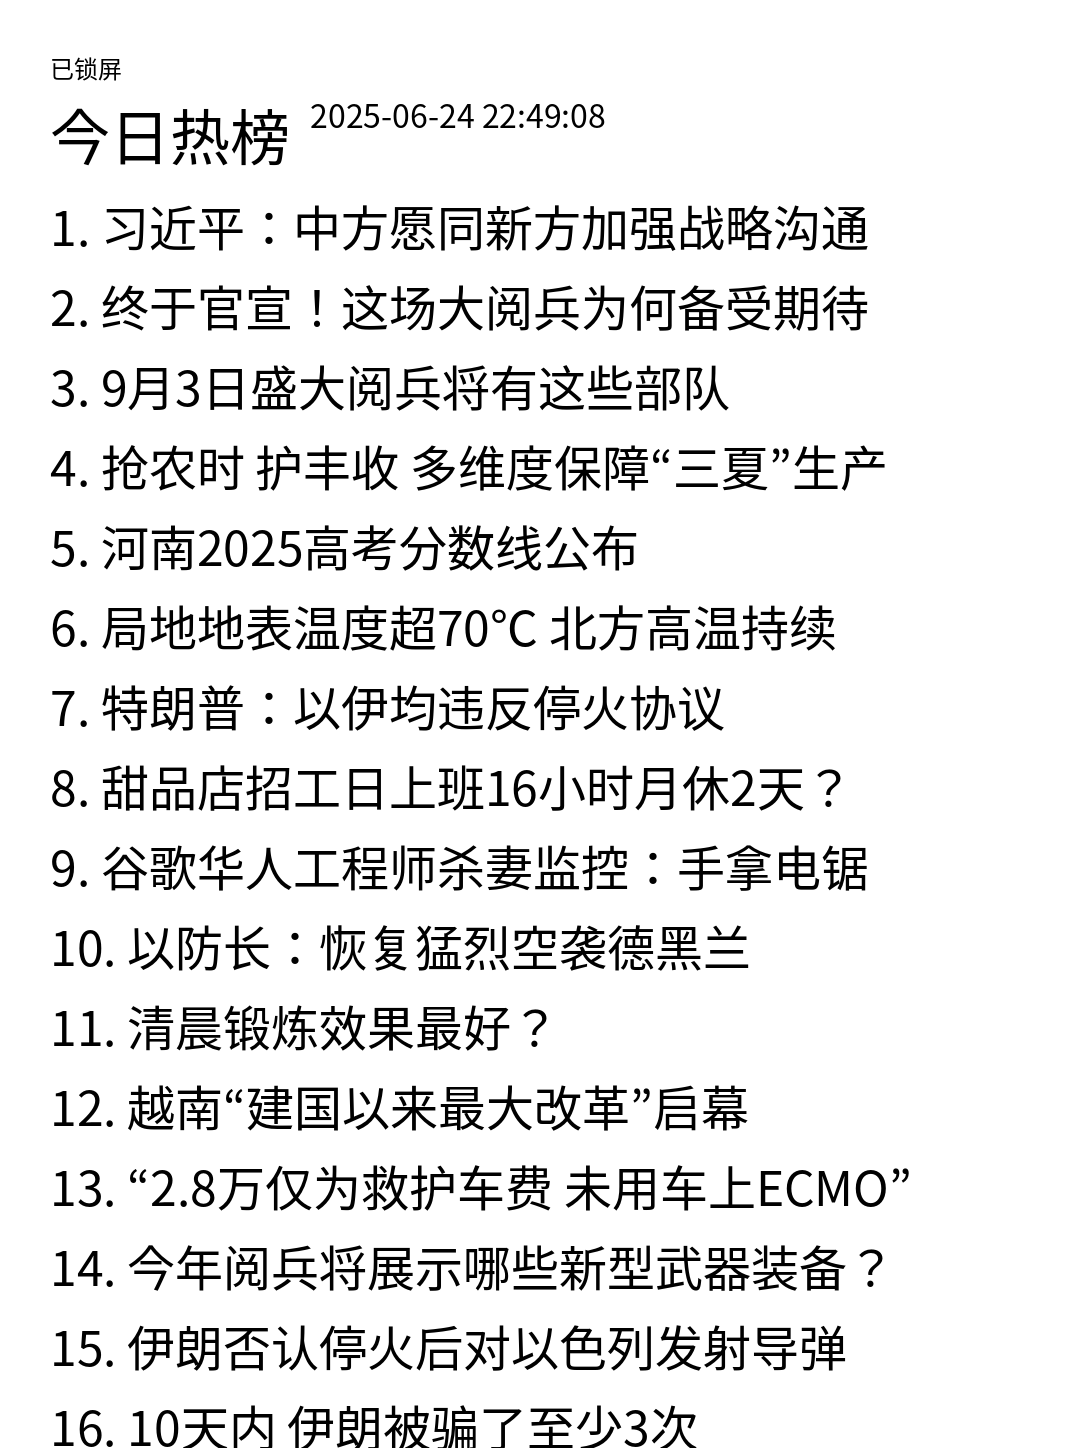 已锁屏
今日热榜 2025-06-24 22:49:08
1. 习近平：中方愿同新方加强战略沟通
2. 终于官宣！这场大阅兵为何备受期待
3. 9月3日盛大阅兵将有这些部队
4. 抢农时 护丰收 多维度保障“三夏”生产
5. 河南2025高考分数线公布
6. 局地地表温度超70℃ 北方高温持续
7. 特朗普：以伊均违反停火协议
8. 甜品店招工日上班16小时月休2天？
9. 谷歌华人工程师杀妻监控：手拿电锯
10. 以防长：恢复猛烈空袭德黑兰
11. 清晨锻炼效果最好？
12. 越南“建国以来最大改革”启幕
13. “2.8万仅为救护车费 未用车上ECMO”
14. 今年阅兵将展示哪些新型武器装备？
15. 伊朗否认停火后对以色列发射导弹
16. 10天内 伊朗被骗了至少3次